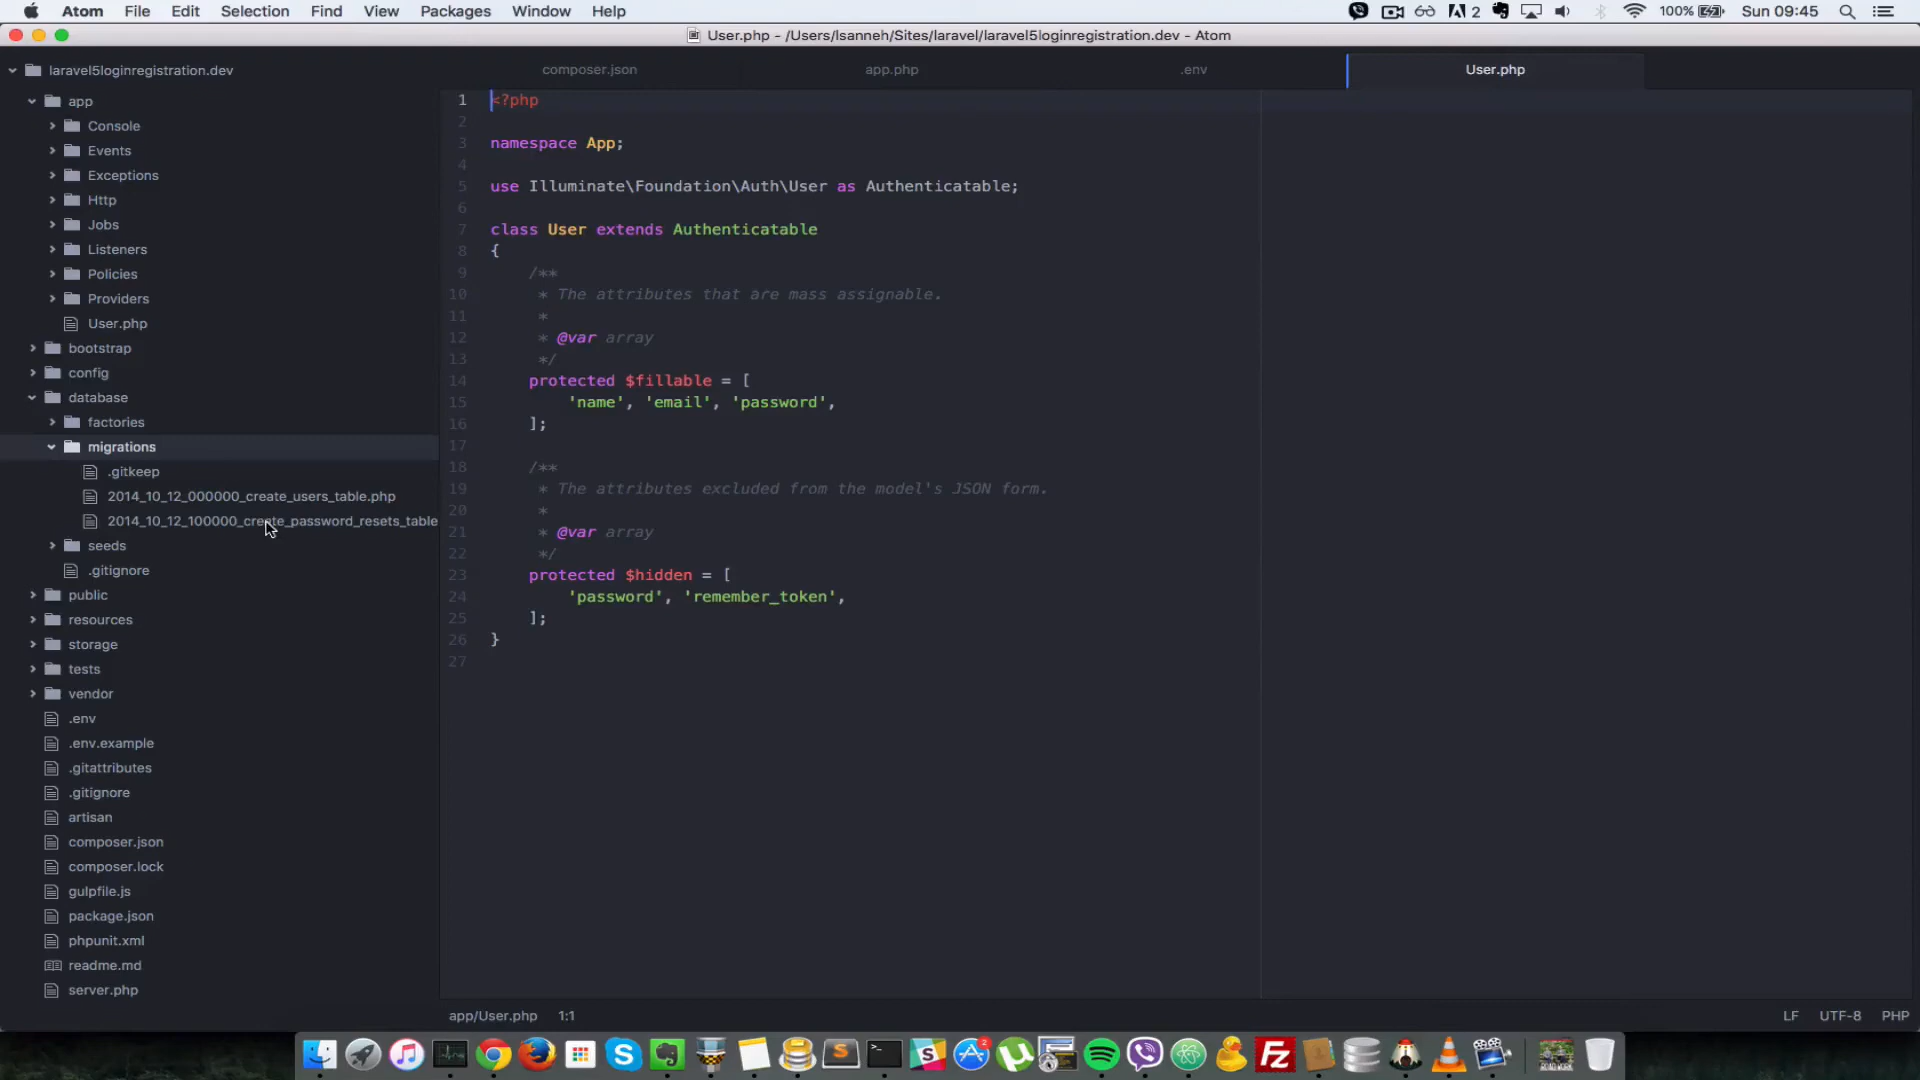 Atom File Edit Selection Find View Packages Window Help 2 100% Sun 09:45
User.php - /Users/lsanneh/Sites/laravel/laravel5loginregistration.dev - Atom
laravel5loginregistration.dev
app
Console
Events
Exceptions
Http
Jobs
Listeners
Policies
Providers
User.php
bootstrap
config
database
factories
migrations
.gitkeep
2014_10_12_000000_create_users_table.php
2014_10_12_100000_create_password_resets_table
seeds
.gitignore
public
resources
storage
tests
vendor
.env
.env.example
.gitattributes
.gitignore
artisan
composer.json
composer.lock
gulpfile.js
package.json
phpunit.xml
readme.md
server.php
composer.json app.php .env User.php
1 <?php
2
3 namespace App;
4
5 use Illuminate\Foundation\Auth\User as Authenticatable;
6
7 class User extends Authenticatable
8 {
9 /**
10 * The attributes that are mass assignable.
11 *
12 * @var array
13 */
14 protected $fillable = [
15 'name', 'email', 'password',
16 ];
17
18 /**
19 * The attributes excluded from the model's JSON form.
20 *
21 * @var array
22 */
23 protected $hidden = [
24 'password', 'remember_token',
25 ];
26 }
27
app/User.php 1:1 LF UTF-8 PHP